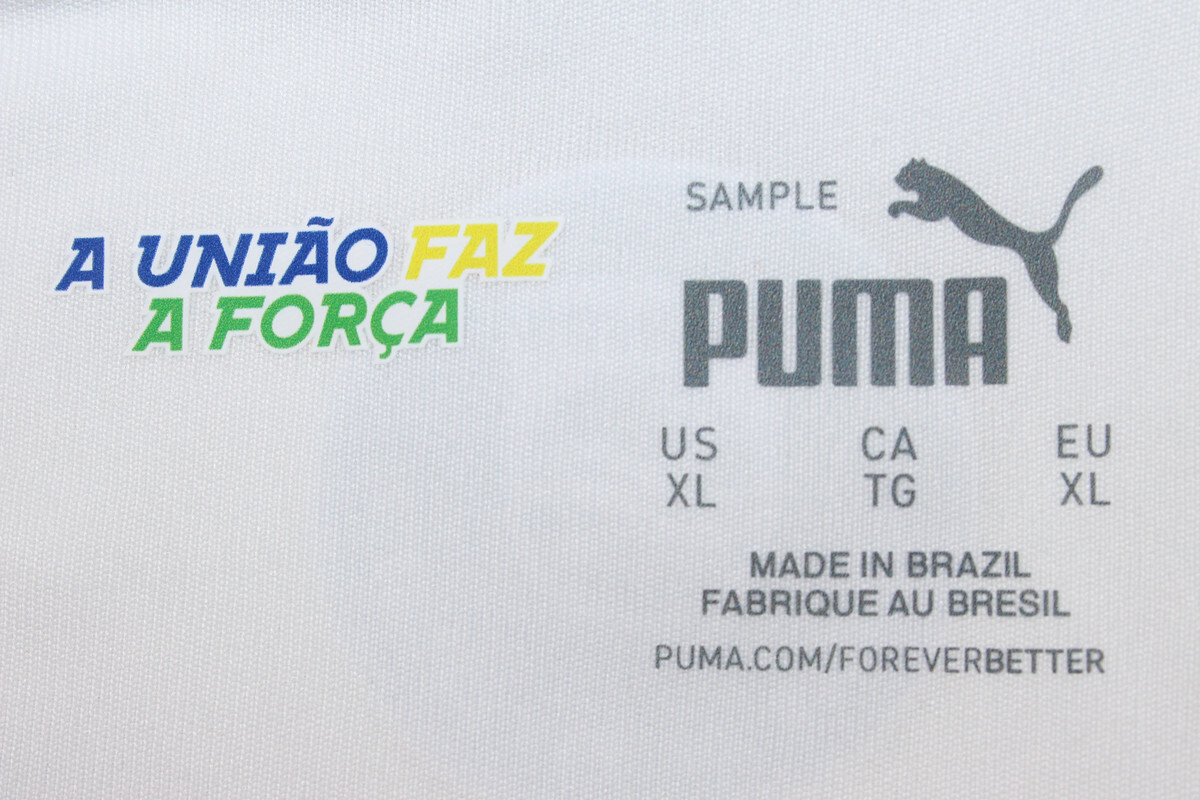 A UNIÃO FAZ
A FORÇA
SAMPLE
PUMA
US CA EU
XL TG XL
MADE IN BRAZIL
FABRIQUE AU BRESIL
PUMA.COM/FOREVERBETTER